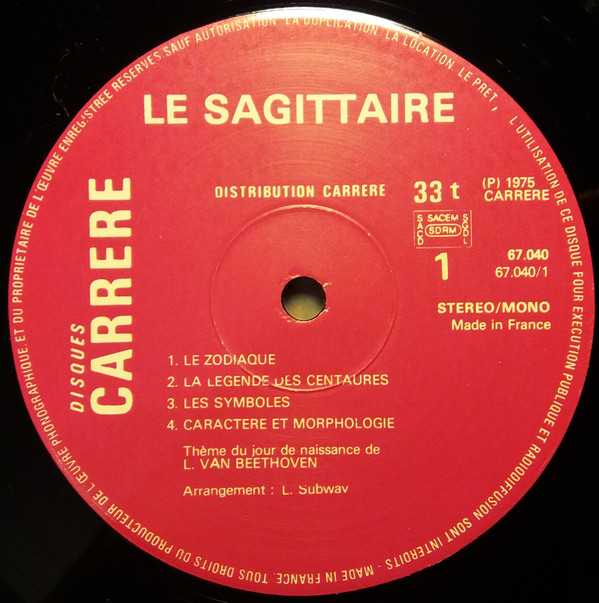 TOUS DROITS DU PRODUCTEUR DE L'ŒUVRE PHONOGRAPHIQUE ET DU PROPRIETAIRE DE L'ŒUVRE ENREGISTREE RESERVES. SAUF AUTORISATION LA DUPLICATION, LA LOCATION, LE PRET, L'UTILISATION DE CE DISQUE POUR EXECUTION PUBLIQUE ET RADIODIFFUSION SONT INTERDITS - MADE IN FRANCE
LE SAGITTAIRE
DISQUES
CARRERE
DISTRIBUTION CARRERE
33 t
(P) 1975
CARRERE
SACEM
SDRM
SACD
SGDL
1
67.040
67.040/1
STEREO/MONO
Made in France
1. LE ZODIAQUE
2. LA LEGENDE DES CENTAURES
3. LES SYMBOLES
4. CARACTERE ET MORPHOLOGIE
Thème du jour de naissance de
L. VAN BEETHOVEN
Arrangement : L. Subway